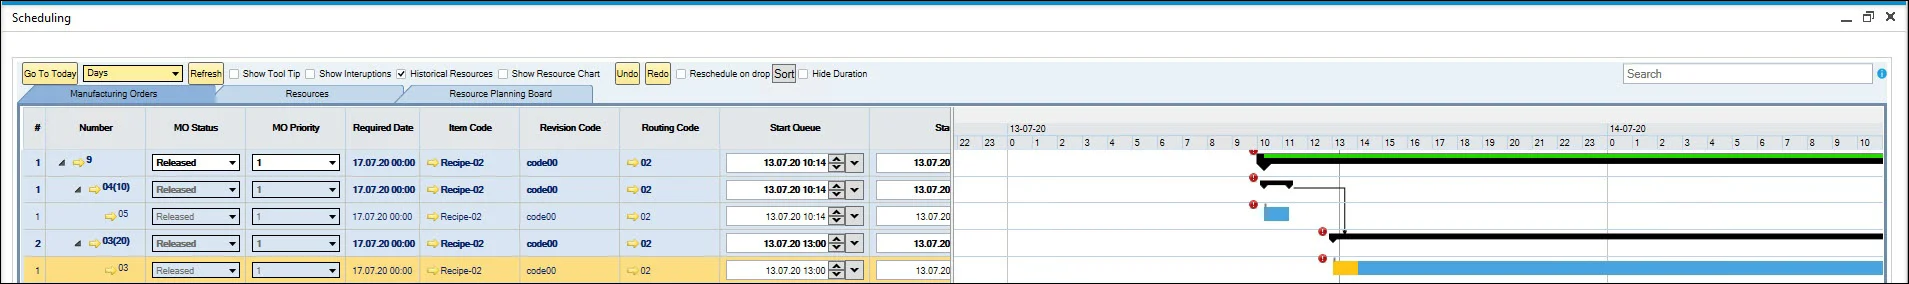 Scheduling
Go To Today Days Refresh Show Tool Tip Show Interuptions Historical Resources Show Resource Chart Undo Redo Reschedule on drop Sort Hide Duration Search
Manufacturing Orders Resources Resource Planning Board
13-07-20 14-07-20
# Number MO Status MO Priority Required Date Item Code Revision Code Routing Code Start Queue Sta
22 23 0 1 2 3 4 5 6 7 8 9 10 11 12 13 14 15 16 17 18 19 20 21 22 23 0 1 2 3 4 5 6 7 8 9 10
1 9 Released 1 17.07.20 00:00 Recipe-02 code00 02 13.07.20 10:14 13.07.20
1 04(10) Released 1 17.07.20 00:00 Recipe-02 code00 02 13.07.20 10:14 13.07.20
1 05 Released 1 17.07.20 00:00 Recipe-02 code00 02 13.07.20 10:14 13.07.20
2 03(20) Released 1 17.07.20 00:00 Recipe-02 code00 02 13.07.20 13:00 13.07.20
1 03 Released 1 17.07.20 00:00 Recipe-02 code00 02 13.07.20 13:00 13.07.20